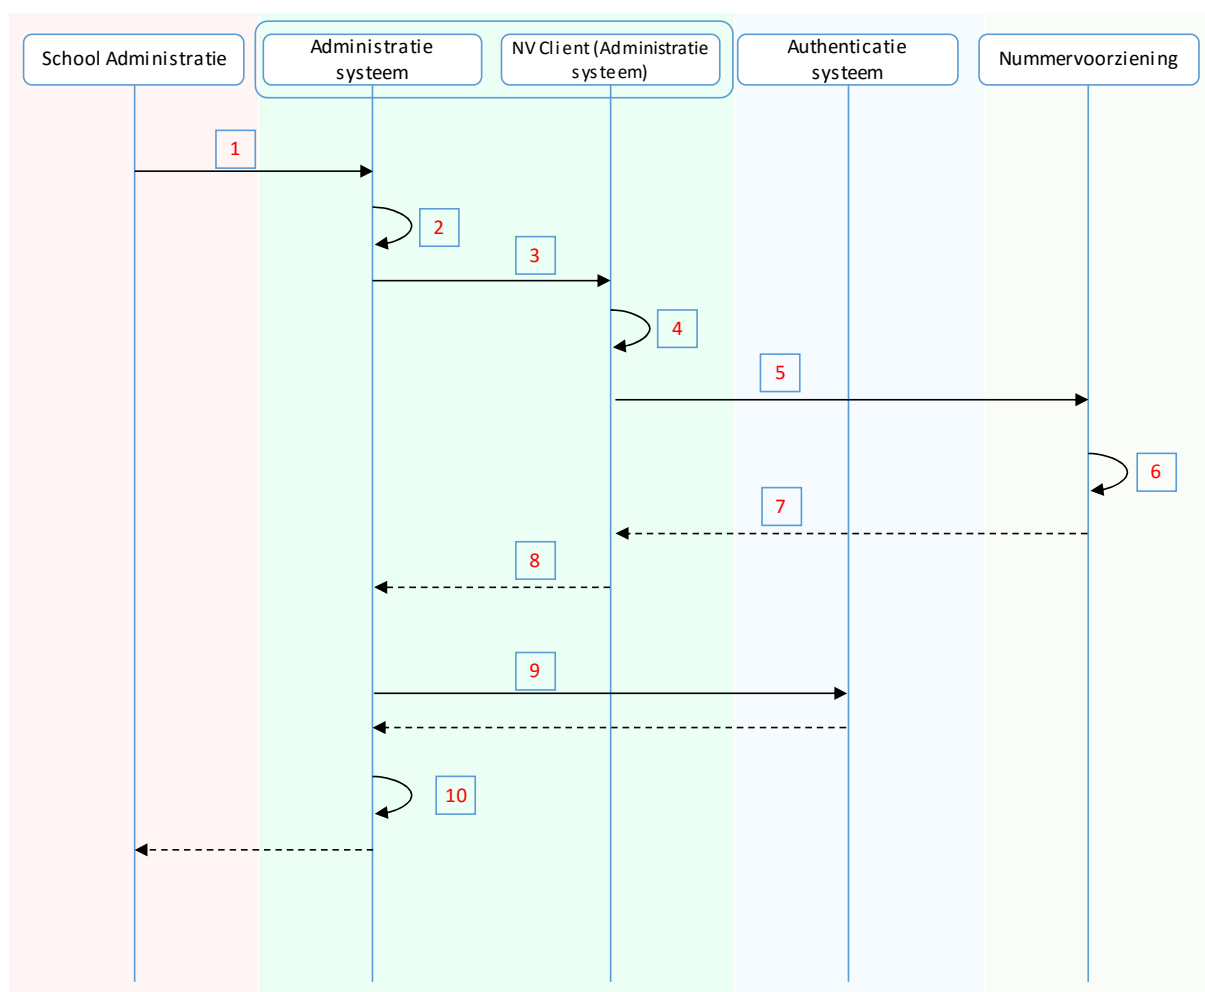 School Administratie
Administratie
systeem
NV Client (Administratie
systeem)
Authenticatie
systeem
Nummervoorziening
1
2
3
4
5
6
7
8
9
10